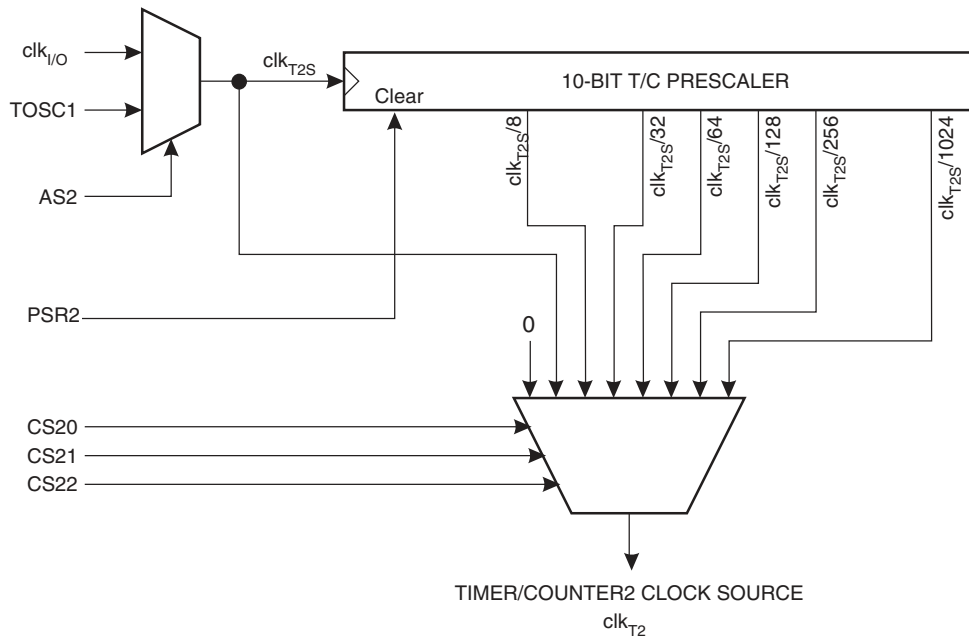 clkI/O
TOSC1
AS2
PSR2
clkT2S
10-BIT T/C PRESCALER
Clear
clkT2S/8
clkT2S/32
clkT2S/64
clkT2S/128
clkT2S/256
clkT2S/1024
0
CS20
CS21
CS22
TIMER/COUNTER2 CLOCK SOURCE
clkT2